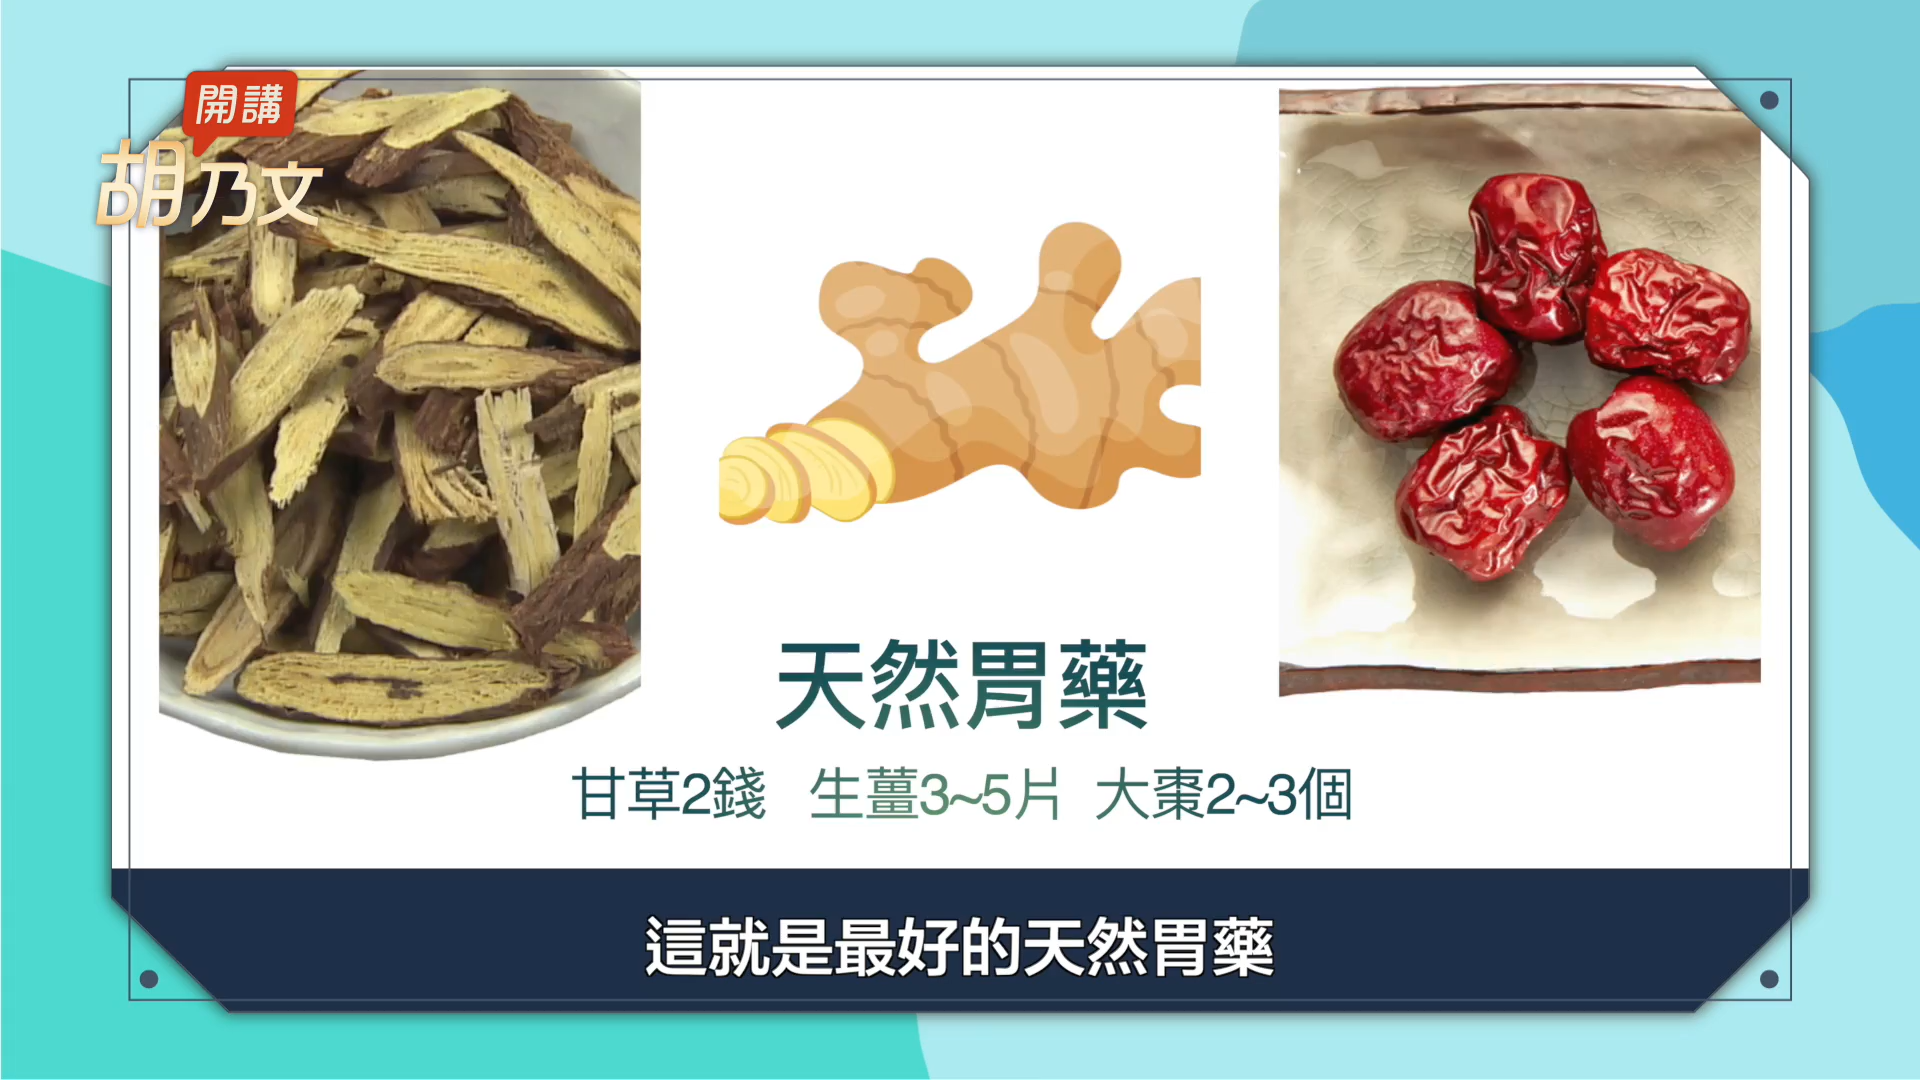 開講
胡乃文
天然胃藥
甘草2錢 生薑3~5片 大棗2~3個
這就是最好的天然胃藥